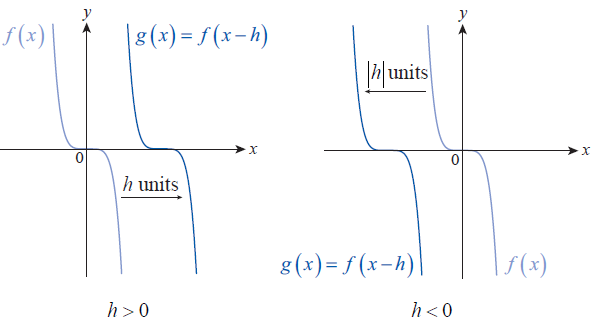 y
f(x)
g(x) = f(x−h)
x
0
h units
h > 0
y
|h| units
x
0
g(x) = f(x−h)
f(x)
h < 0